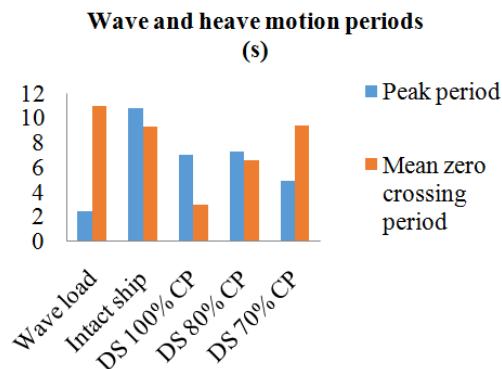 Wave and heave motion periods
(s)
12
10
8
6
4
2
0
Peak period
Mean zero
crossing
period
Wave load
Intact ship
DS 100% CP
DS 80% CP
DS 70% CP